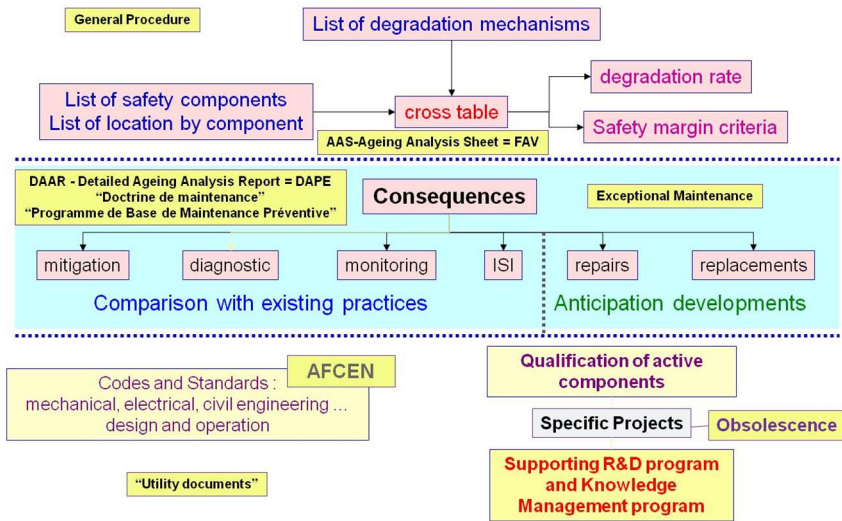 General Procedure
List of degradation mechanisms
degradation rate
List of safety components
List of location by component
cross table
Safety margin criteria
AAS-Ageing Analysis Sheet = FAV
DAAR - Detailed Ageing Analysis Report = DAPE
“Doctrine de maintenance”
“Programme de Base de Maintenance Préventive”
Consequences
Exceptional Maintenance
mitigation
diagnostic
monitoring
ISI
repairs
replacements
Comparison with existing practices
Anticipation developments
AFCEN
Codes and Standards :
mechanical, electrical, civil engineering …
design and operation
Qualification of active
components
Specific Projects
Obsolescence
Supporting R&D program
and Knowledge
Management program
“Utility documents”